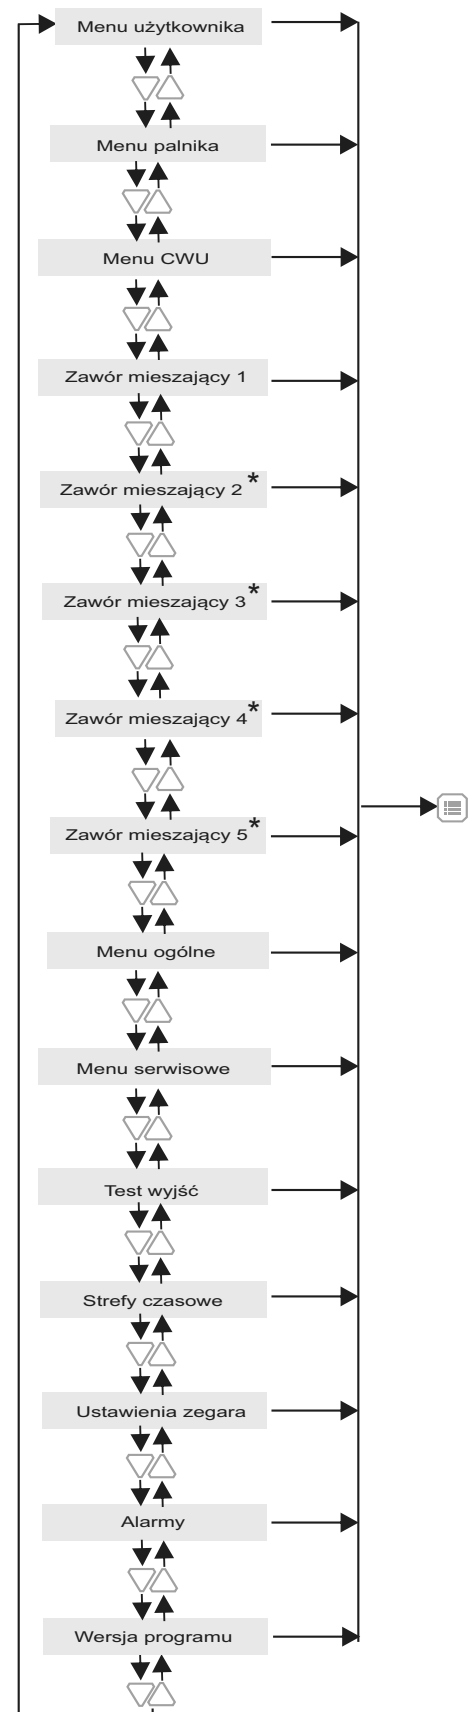 Menu użytkownika
Menu palnika
Menu CWU
Zawór mieszający 1
Zawór mieszający 2*
Zawór mieszający 3*
Zawór mieszający 4*
Zawór mieszający 5*
Menu ogólne
Menu serwisowe
Test wyjść
Strefy czasowe
Ustawienia zegara
Alarmy
Wersja programu